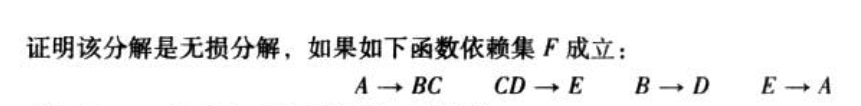 证明该分解是无损分解，如果如下函数依赖集 F 成立：
A → BC CD → E B → D E → A